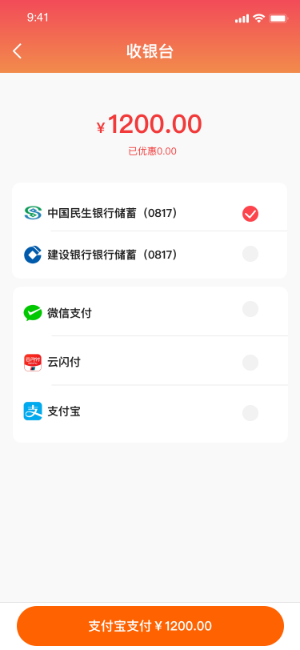 9:41
收银台
¥1200.00
已优惠0.00
中国民生银行储蓄（0817）
建设银行银行储蓄（0817）
微信支付
云闪付
支付宝
支付宝支付¥1200.00